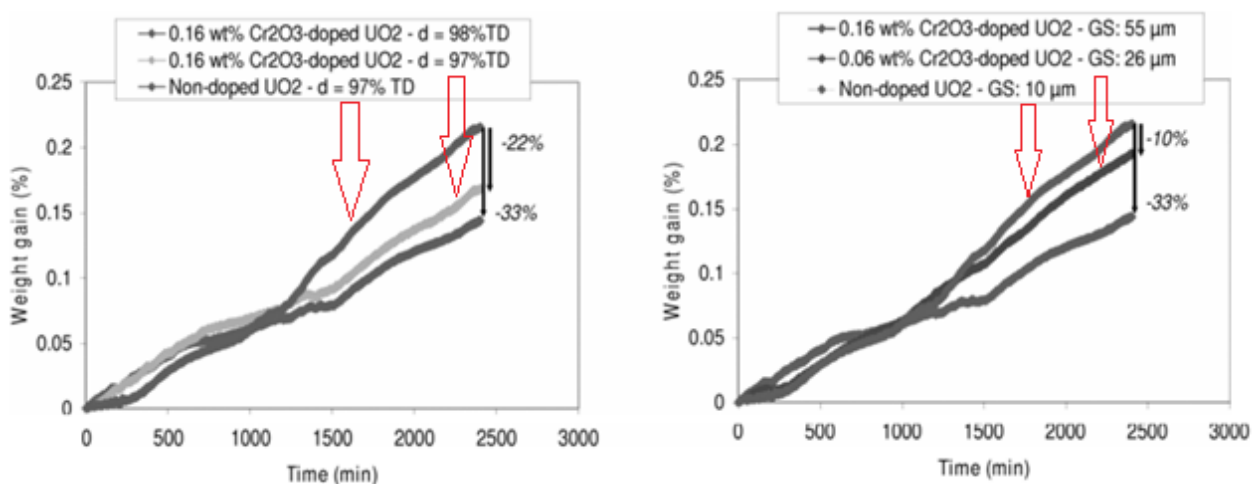 0.16 wt% Cr2O3-doped UO2 - d = 98%TD
0.16 wt% Cr2O3-doped UO2 - d = 97%TD
Non-doped UO2 - d = 97% TD
0.25
0.2
0.15
0.1
0.05
0
Weight gain (%)
-22%
-33%
0 500 1000 1500 2000 2500 3000
Time (min)
0.16 wt% Cr2O3-doped UO2 - GS: 55 µm
0.06 wt% Cr2O3-doped UO2 - GS: 26 µm
Non-doped UO2 - GS: 10 µm
0.25
0.2
0.15
0.1
0.05
0
Weight gain (%)
-10%
-33%
0 500 1000 1500 2000 2500 3000
Time (min)